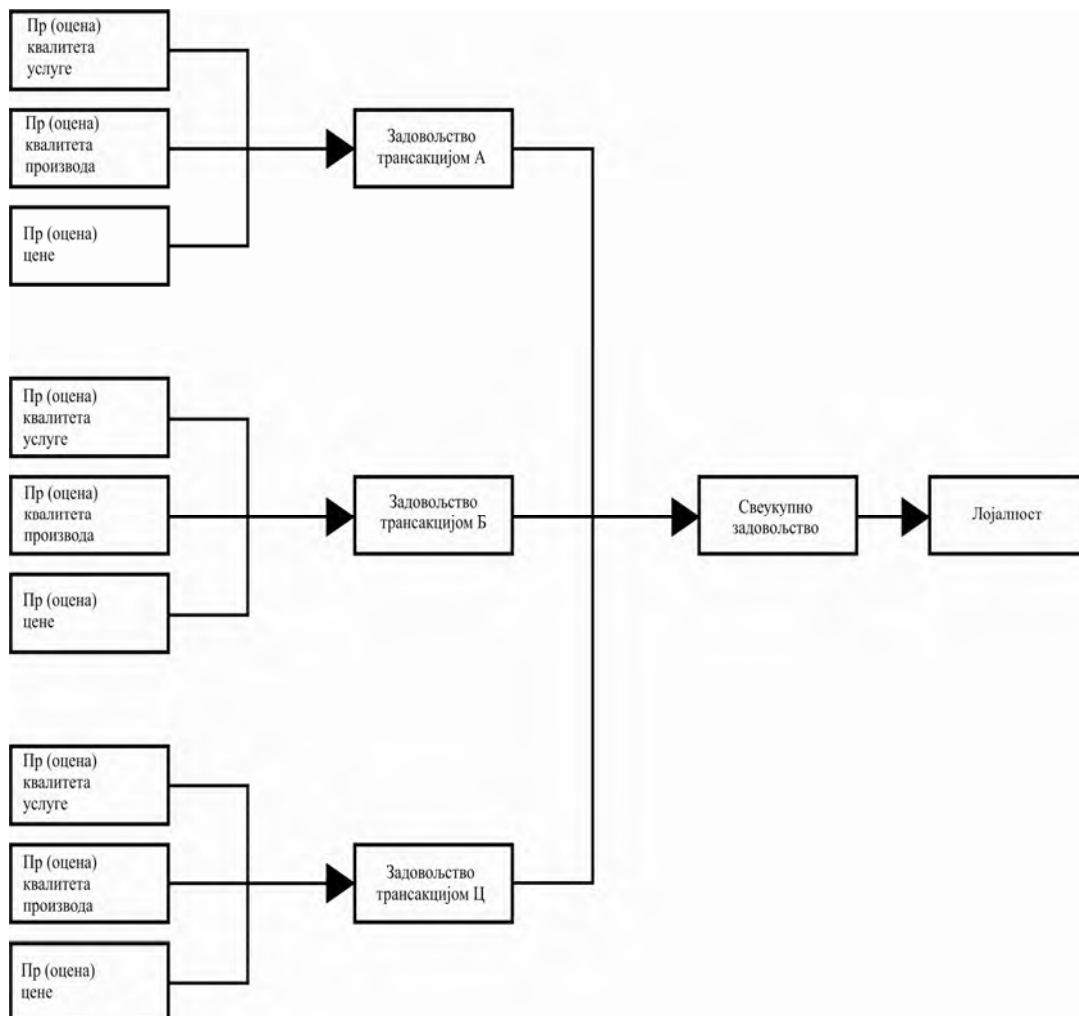 Пр (оцена)
квалитета
услуге
Пр (оцена)
квалитета
производа
Пр (оцена)
цене
Задовољство
трансакцијом А
Пр (оцена)
квалитета
услуге
Пр (оцена)
квалитета
производа
Пр (оцена)
цене
Задовољство
трансакцијом Б
Свеукупно
задовољство
Лојалност
Пр (оцена)
квалитета
услуге
Пр (оцена)
квалитета
производа
Пр (оцена)
цене
Задовољство
трансакцијом Ц